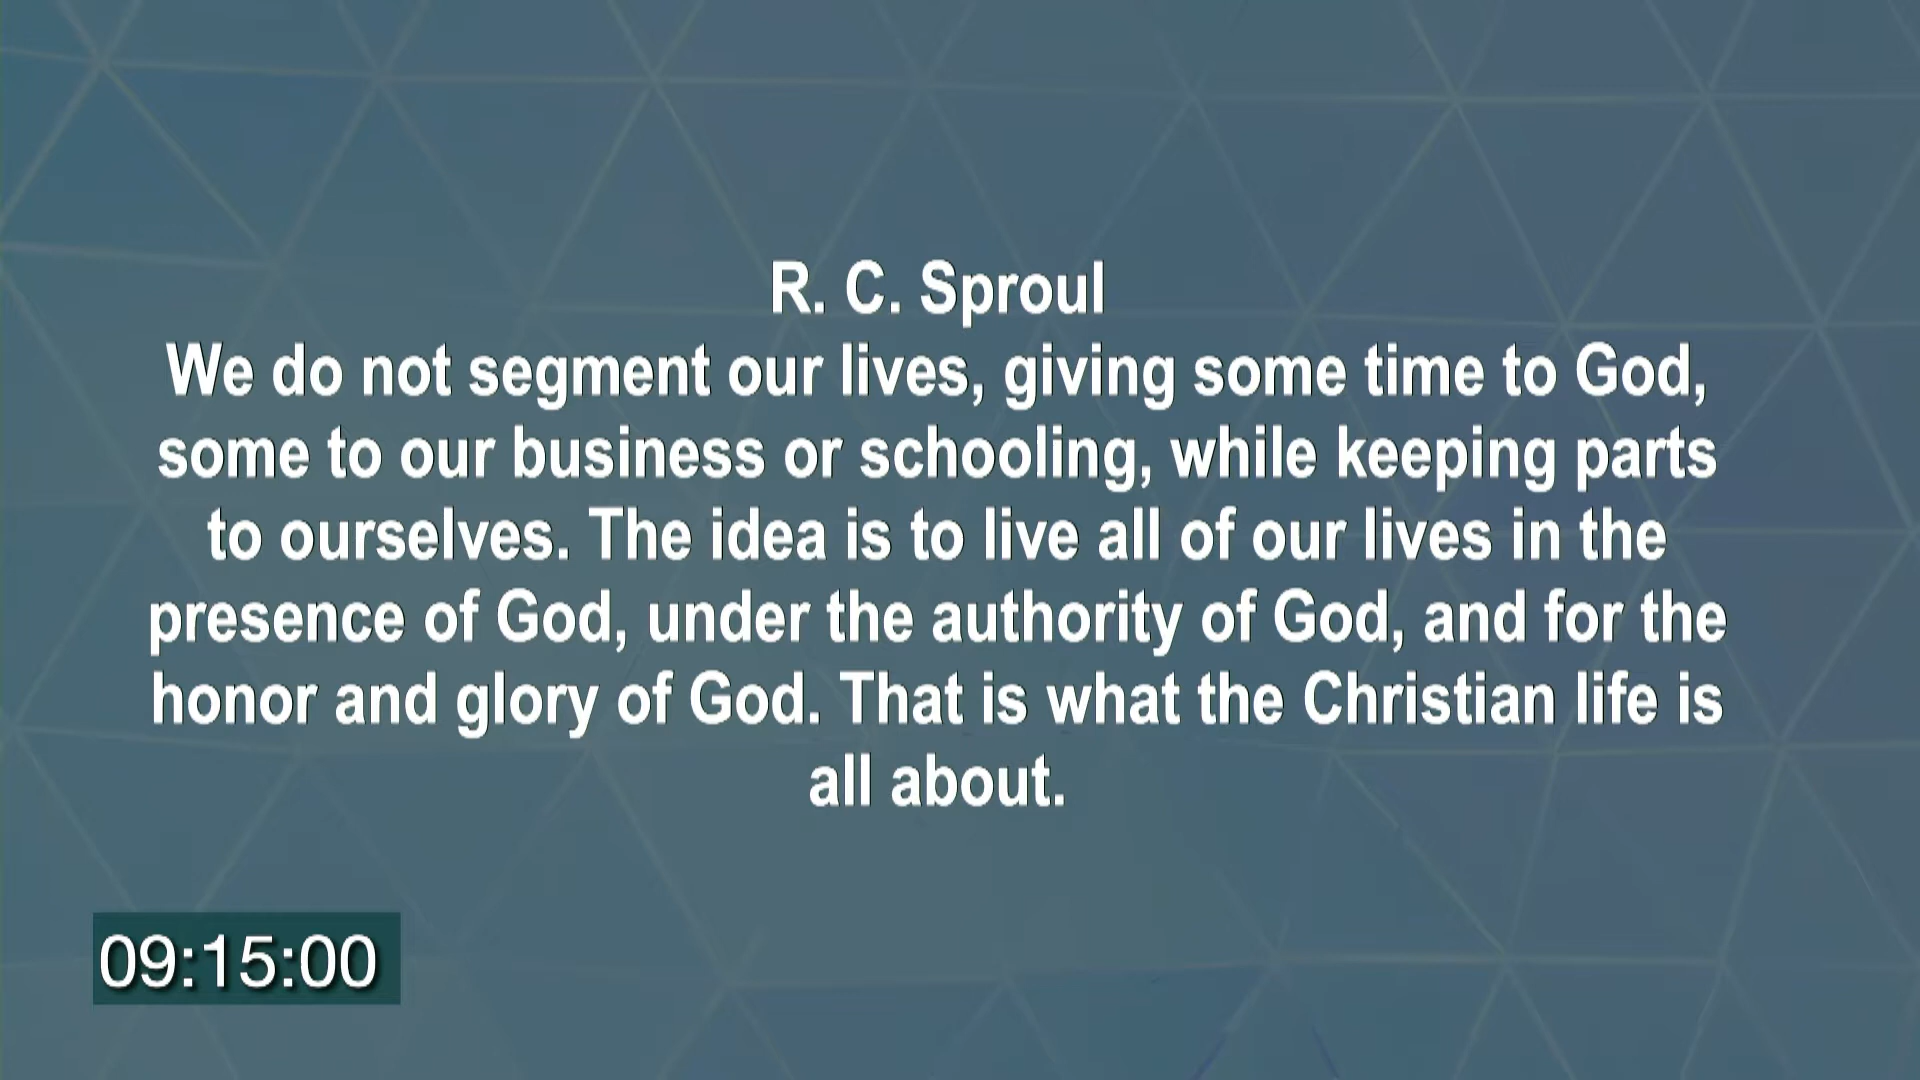 R. C. Sproul
We do not segment our lives, giving some time to God,
some to our business or schooling, while keeping parts
to ourselves. The idea is to live all of our lives in the
presence of God, under the authority of God, and for the
honor and glory of God. That is what the Christian life is
all about.
09:15:00